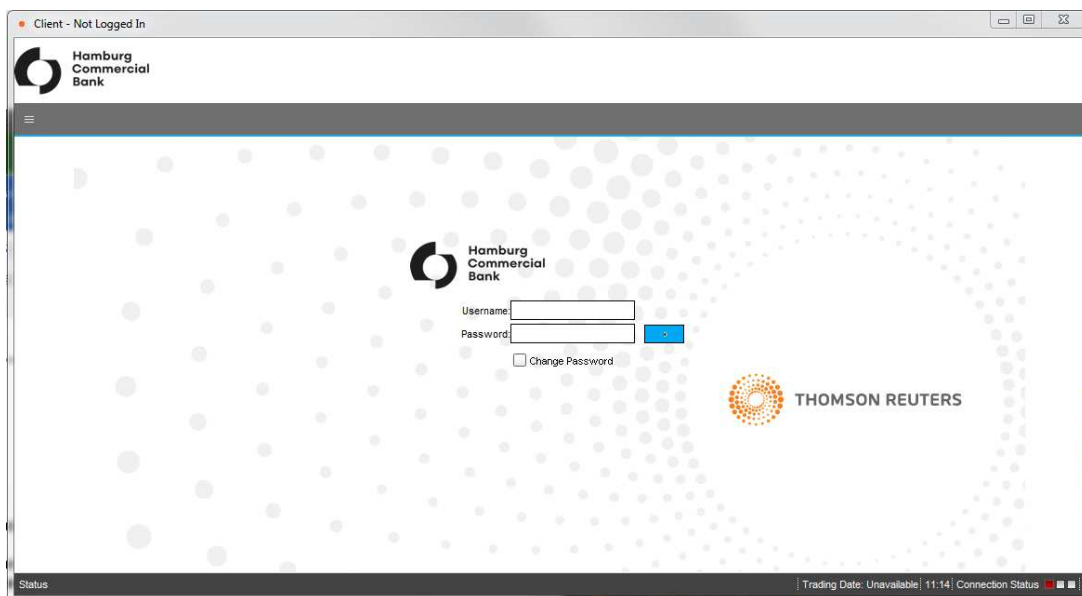 Client - Not Logged In
Hamburg
Commercial
Bank
Hamburg
Commercial
Bank
Username:
Password:
Change Password
THOMSON REUTERS
Status
Trading Date: Unavailable 11:14 Connection Status